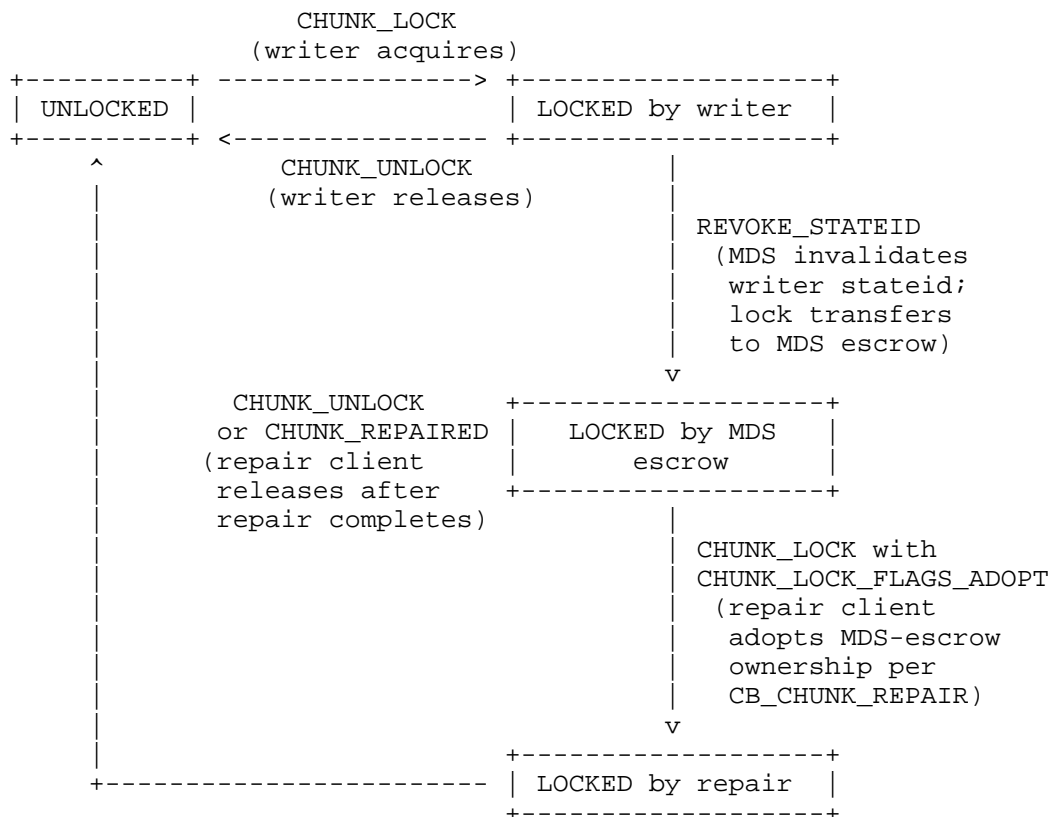 CHUNK_LOCK
(writer acquires)
UNLOCKED
LOCKED by writer
CHUNK_UNLOCK
(writer releases)
REVOKE_STATEID
(MDS invalidates
writer stateid;
lock transfers
to MDS escrow)
CHUNK_UNLOCK
or CHUNK_REPAIRED
(repair client
releases after
repair completes)
LOCKED by MDS
escrow
CHUNK_LOCK with
CHUNK_LOCK_FLAGS_ADOPT
(repair client
adopts MDS-escrow
ownership per
CB_CHUNK_REPAIR)
LOCKED by repair